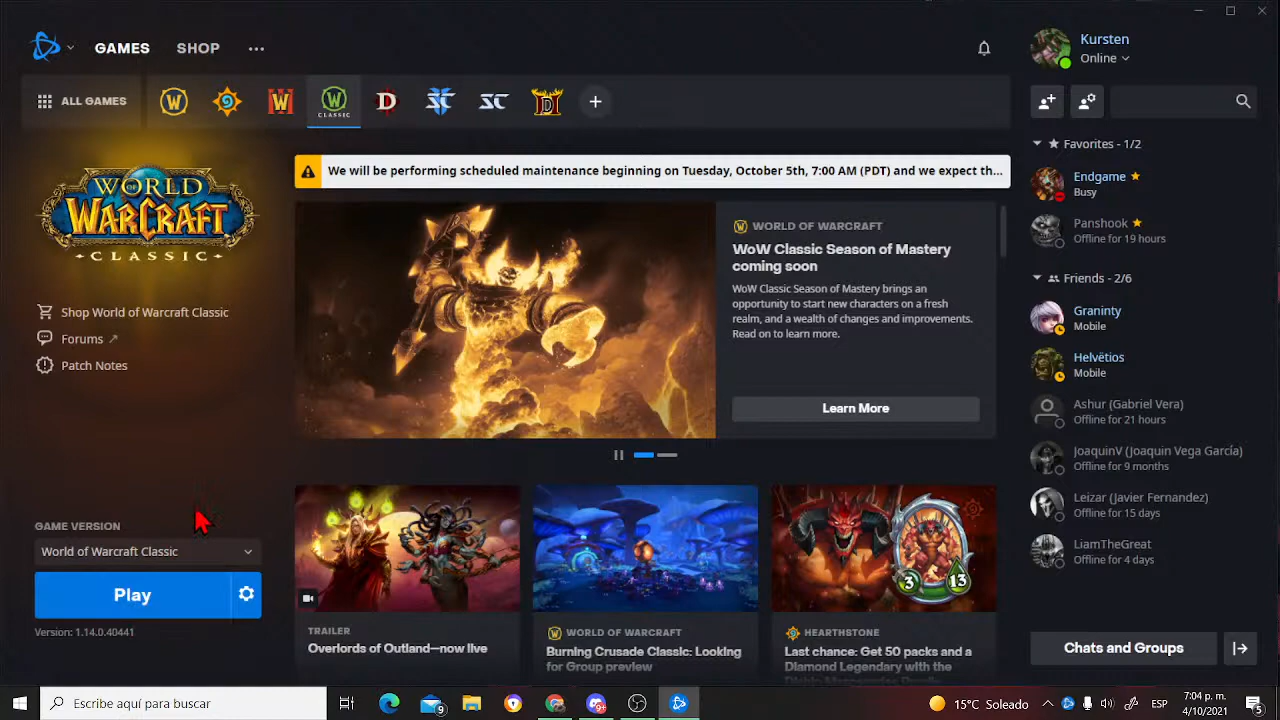 GAMES
SHOP
Kursten
Online
ALL GAMES
CLASSIC
WORLD OF
WARCRAFT
CLASSIC
Shop World of Warcraft Classic
Forums
Patch Notes
GAME VERSION
World of Warcraft Classic
Play
Version: 1.14.0.40441
We will be performing scheduled maintenance beginning on Tuesday, October 5th, 7:00 AM (PDT) and we expect th...
WORLD OF WARCRAFT
WoW Classic Season of Mastery
coming soon
WoW Classic Season of Mastery brings an
opportunity to start new characters on a fresh
realm, and a wealth of changes and improvements.
Read on to learn more.
Learn More
TRAILER
Overlords of Outland—now live
WORLD OF WARCRAFT
Burning Crusade Classic: Looking
for Group preview
3
13
HEARTHSTONE
Last chance: Get 50 packs and a
Diamond Legendary with the
Favorites - 1/2
Endgame
Busy
Panshook
Offline for 19 hours
Friends - 2/6
Graninty
Mobile
Helvëtios
Mobile
Ashur (Gabriel Vera)
Offline for 21 hours
JoaquinV (Joaquin Vega García)
Offline for 9 months
Leizar (Javier Fernandez)
Offline for 15 days
LiamTheGreat
Offline for 4 days
Chats and Groups
Escribe aquí para buscar
9
15°C Soleado
ESP
7:04 p. m.
4/10/2021
5